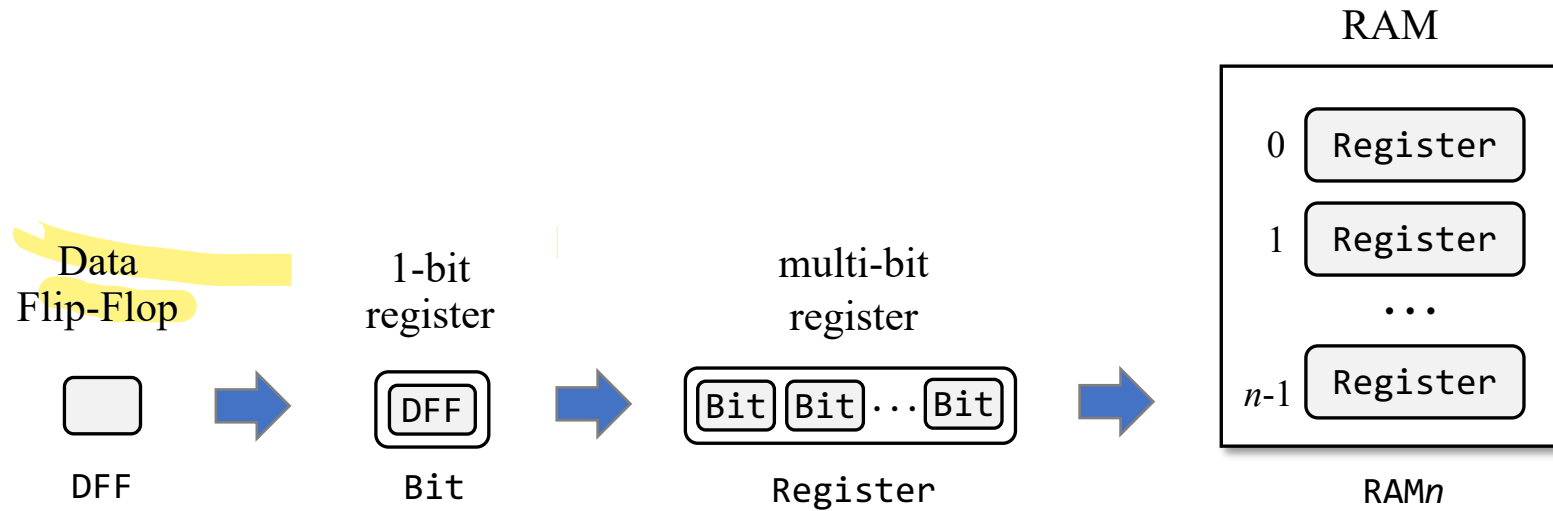 Data
Flip-Flop
DFF
1-bit
register
DFF
Bit
multi-bit
register
Bit Bit ... Bit
Register
RAM
0 Register
1 Register
...
n-1 Register
RAMn